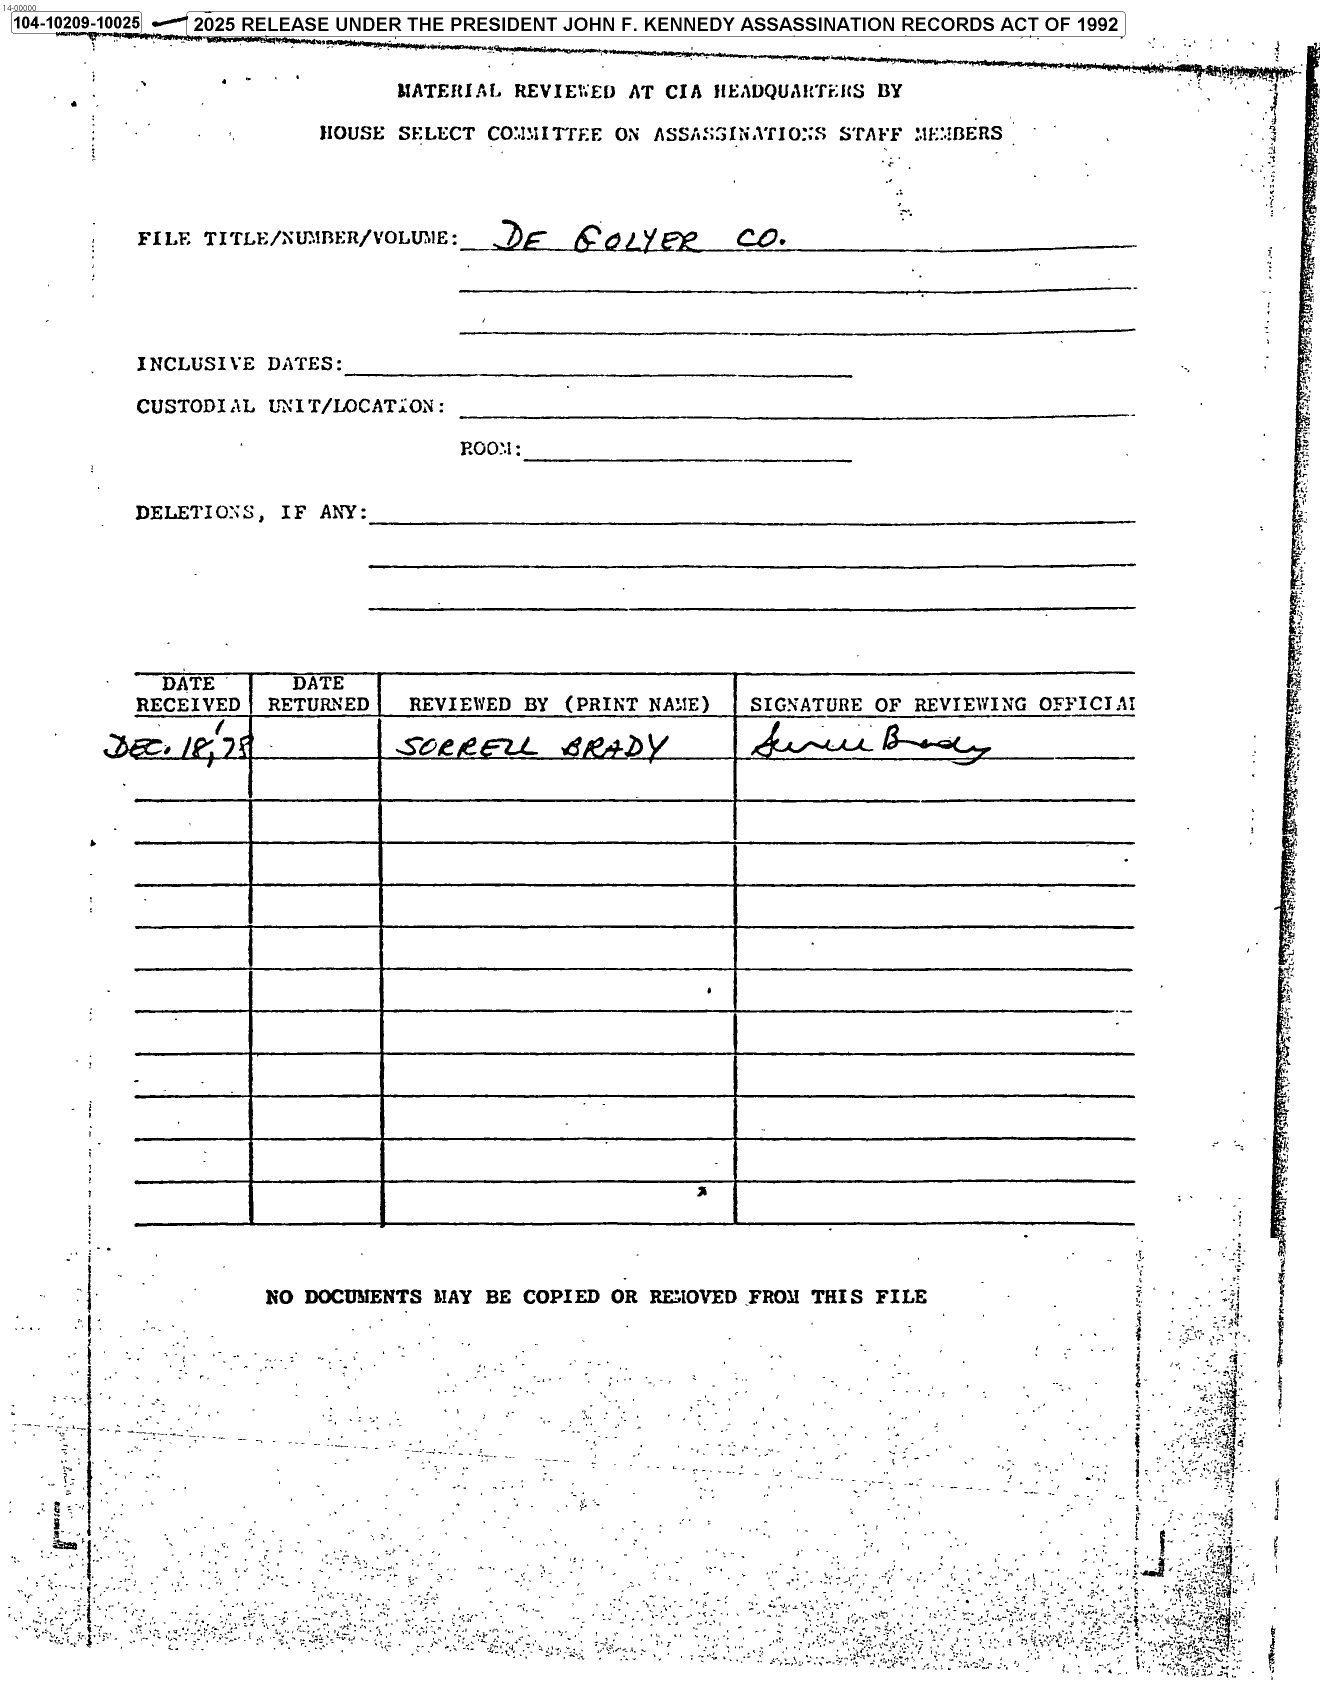 14-00000
104-10209-10025
2025 RELEASE UNDER THE PRESIDENT JOHN F. KENNEDY ASSASSINATION RECORDS ACT OF 1992
MATERIAL REVIEWED AT CIA HEADQUARTERS BY
HOUSE SELECT COMMITTEE ON ASSASSINATIONS STAFF MEMBERS
FILE TITLE/NUMBER/VOLUME: DE GOLYER CO.
INCLUSIVE DATES:
CUSTODIAL UNIT/LOCATION:
ROOM:
DELETIONS, IF ANY:
DATE RECEIVED DATE RETURNED REVIEWED BY (PRINT NAME) SIGNATURE OF REVIEWING OFFICIAL
DEC. 18, '78 SORRELL BRADY Sorrell Brady
NO DOCUMENTS MAY BE COPIED OR REMOVED FROM THIS FILE